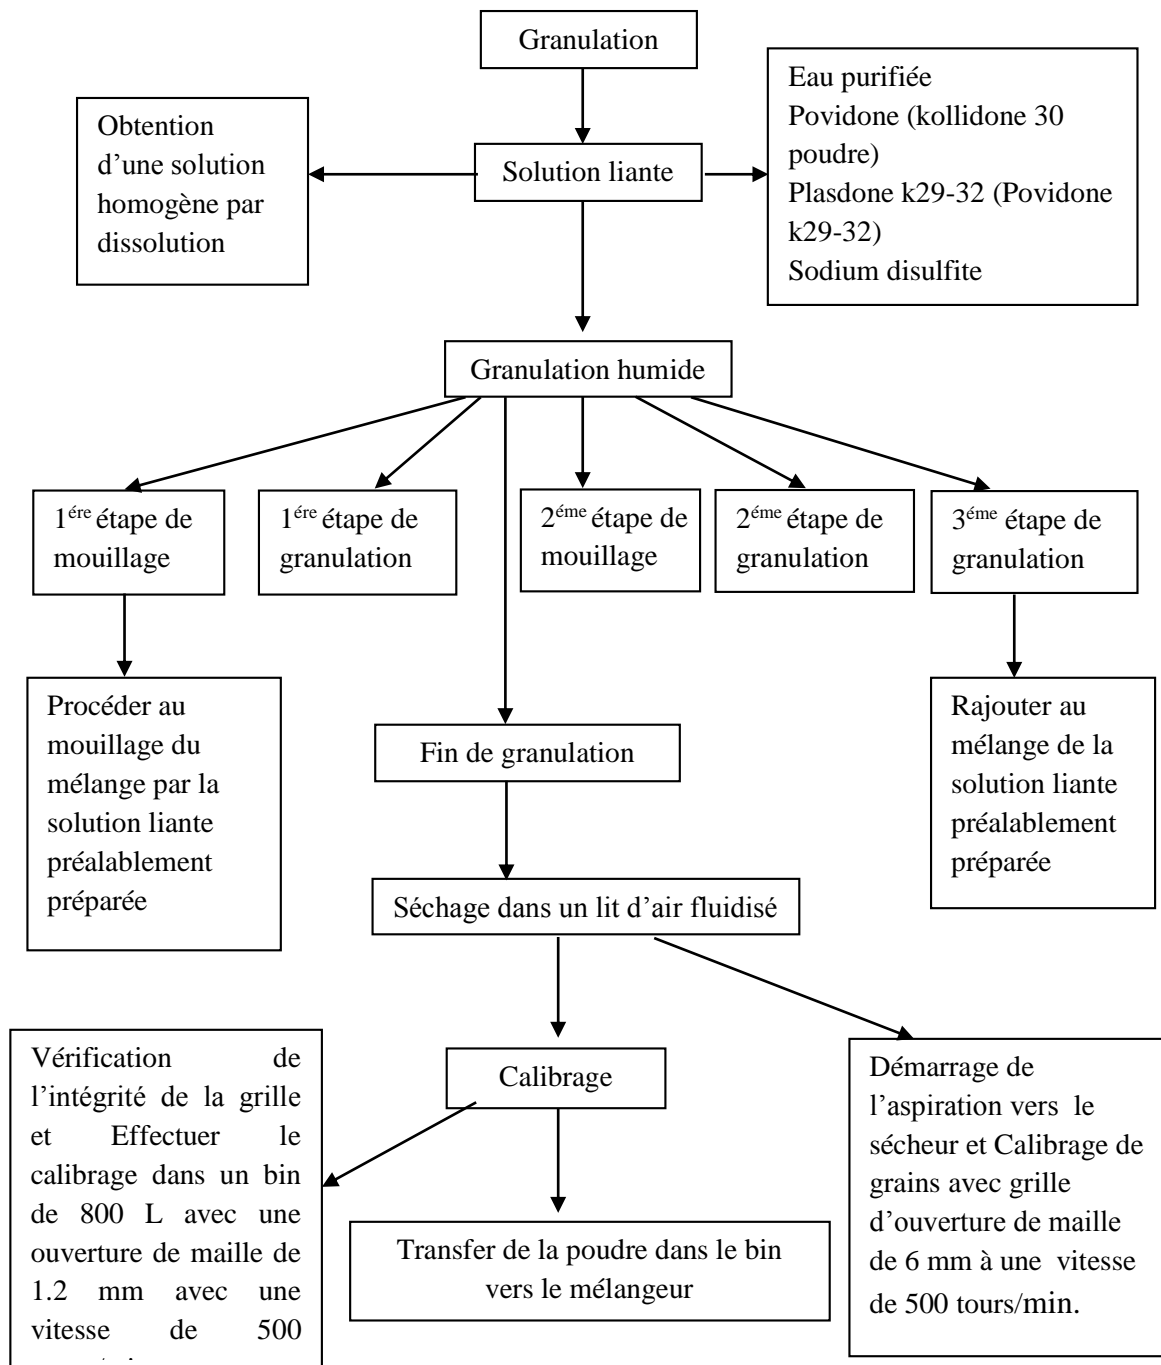 Granulation
Eau purifiée
Povidone (kollidone 30
poudre)
Plasdone k29-32 (Povidone
k29-32)
Sodium disulfite
Obtention
d’une solution
homogène par
dissolution
Solution liante
Granulation humide
1ére étape de
mouillage
1ére étape de
granulation
2éme étape de
mouillage
2éme étape de
granulation
3éme étape de
granulation
Procéder au
mouillage du
mélange par la
solution liante
préalablement
préparée
Fin de granulation
Rajouter au
mélange de la
solution liante
préalablement
préparée
Séchage dans un lit d’air fluidisé
Vérification de
l’intégrité de la grille
et Effectuer le
calibrage dans un bin
de 800 L avec une
ouverture de maille de
1.2 mm avec une
vitesse de 500
Calibrage
Transfer de la poudre dans le bin
vers le mélangeur
Démarrage de
l’aspiration vers le
sécheur et Calibrage de
grains avec grille
d’ouverture de maille
de 6 mm à une vitesse
de 500 tours/min.